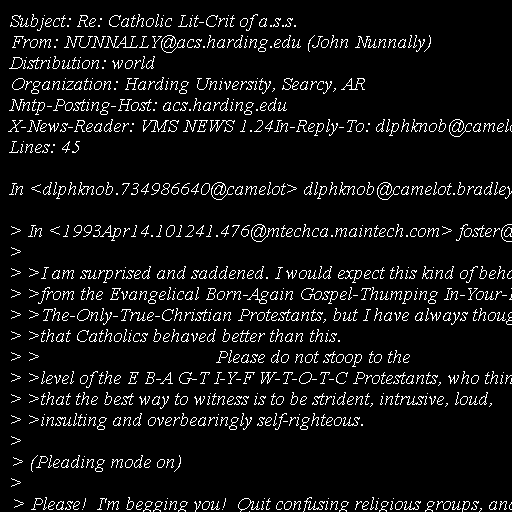 Subject: Re: Catholic Lit-Crit of a.s.s.
From: NUNNALLY@acs.harding.edu (John Nunnally)
Distribution: world
Organization: Harding University, Searcy, AR
Nntp-Posting-Host: acs.harding.edu
X-News-Reader: VMS NEWS 1.24In-Reply-To: dlphknob@camelo
Lines: 45
In <dlphknob.734986640@camelot> dlphknob@camelot.bradley
> In <1993Apr14.101241.476@mtechca.maintech.com> foster@
>
> >I am surprised and saddened. I would expect this kind of beha
> >from the Evangelical Born-Again Gospel-Thumping In-Your-
> >The-Only-True-Christian Protestants, but I have always thoug
> >that Catholics behaved better than this.
> > Please do not stoop to the
> >level of the E B-A G-T I-Y-F W-T-O-T-C Protestants, who thin
> >that the best way to witness is to be strident, intrusive, loud,
> >insulting and overbearingly self-righteous.
>
> (Pleading mode on)
>
> Please! I'm begging you! Quit confusing religious groups, and